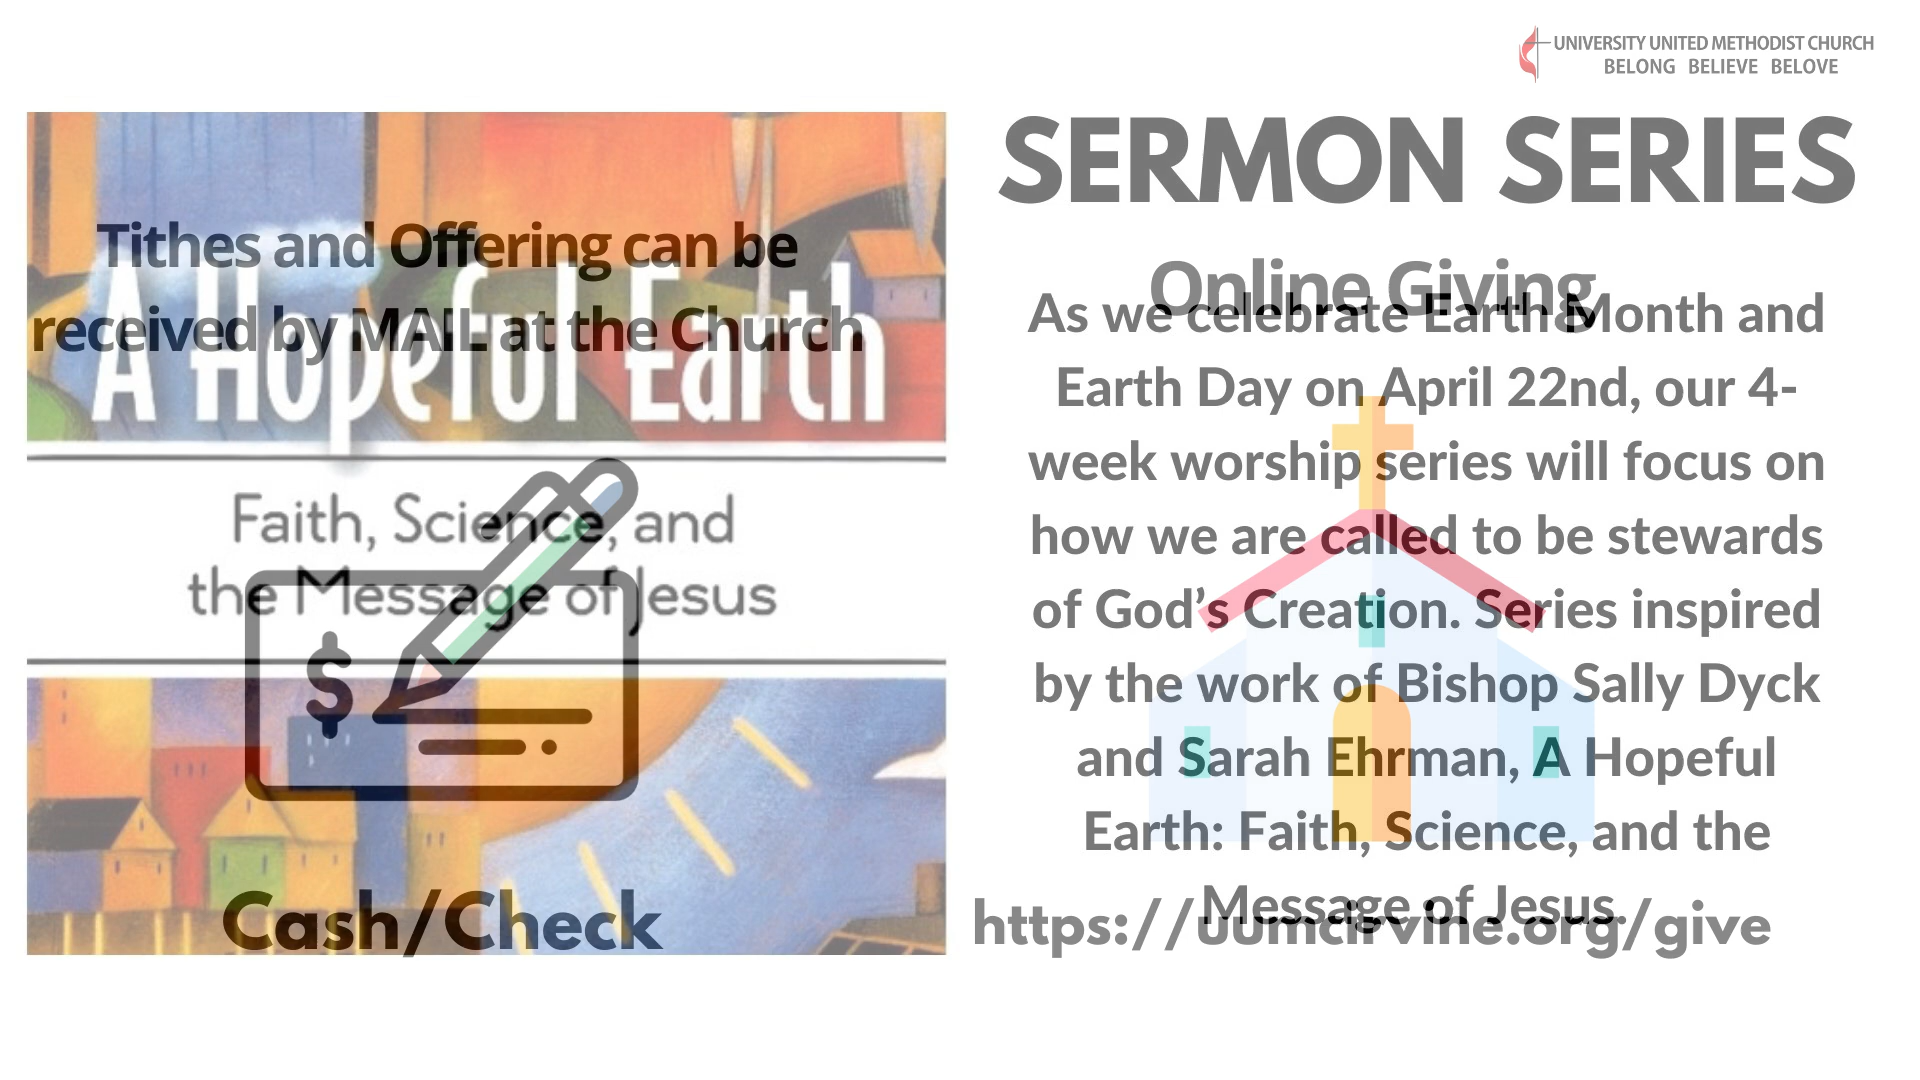 UNIVERSITY UNITED METHODIST CHURCH
BELONG BELIEVE BELOVE
Tithes and Offering can be
received by MAIL at the Church
A Hopeful Earth
Faith, Science, and
the Message of Jesus
$
Cash/Check
SERMON SERIES
Online Giving
As we celebrate Earth Month and
Earth Day on April 22nd, our 4-
week worship series will focus on
how we are called to be stewards
of God’s Creation. Series inspired
by the work of Bishop Sally Dyck
and Sarah Ehrman, A Hopeful
Earth: Faith, Science, and the
Message of Jesus
https://uumcirvine.org/give